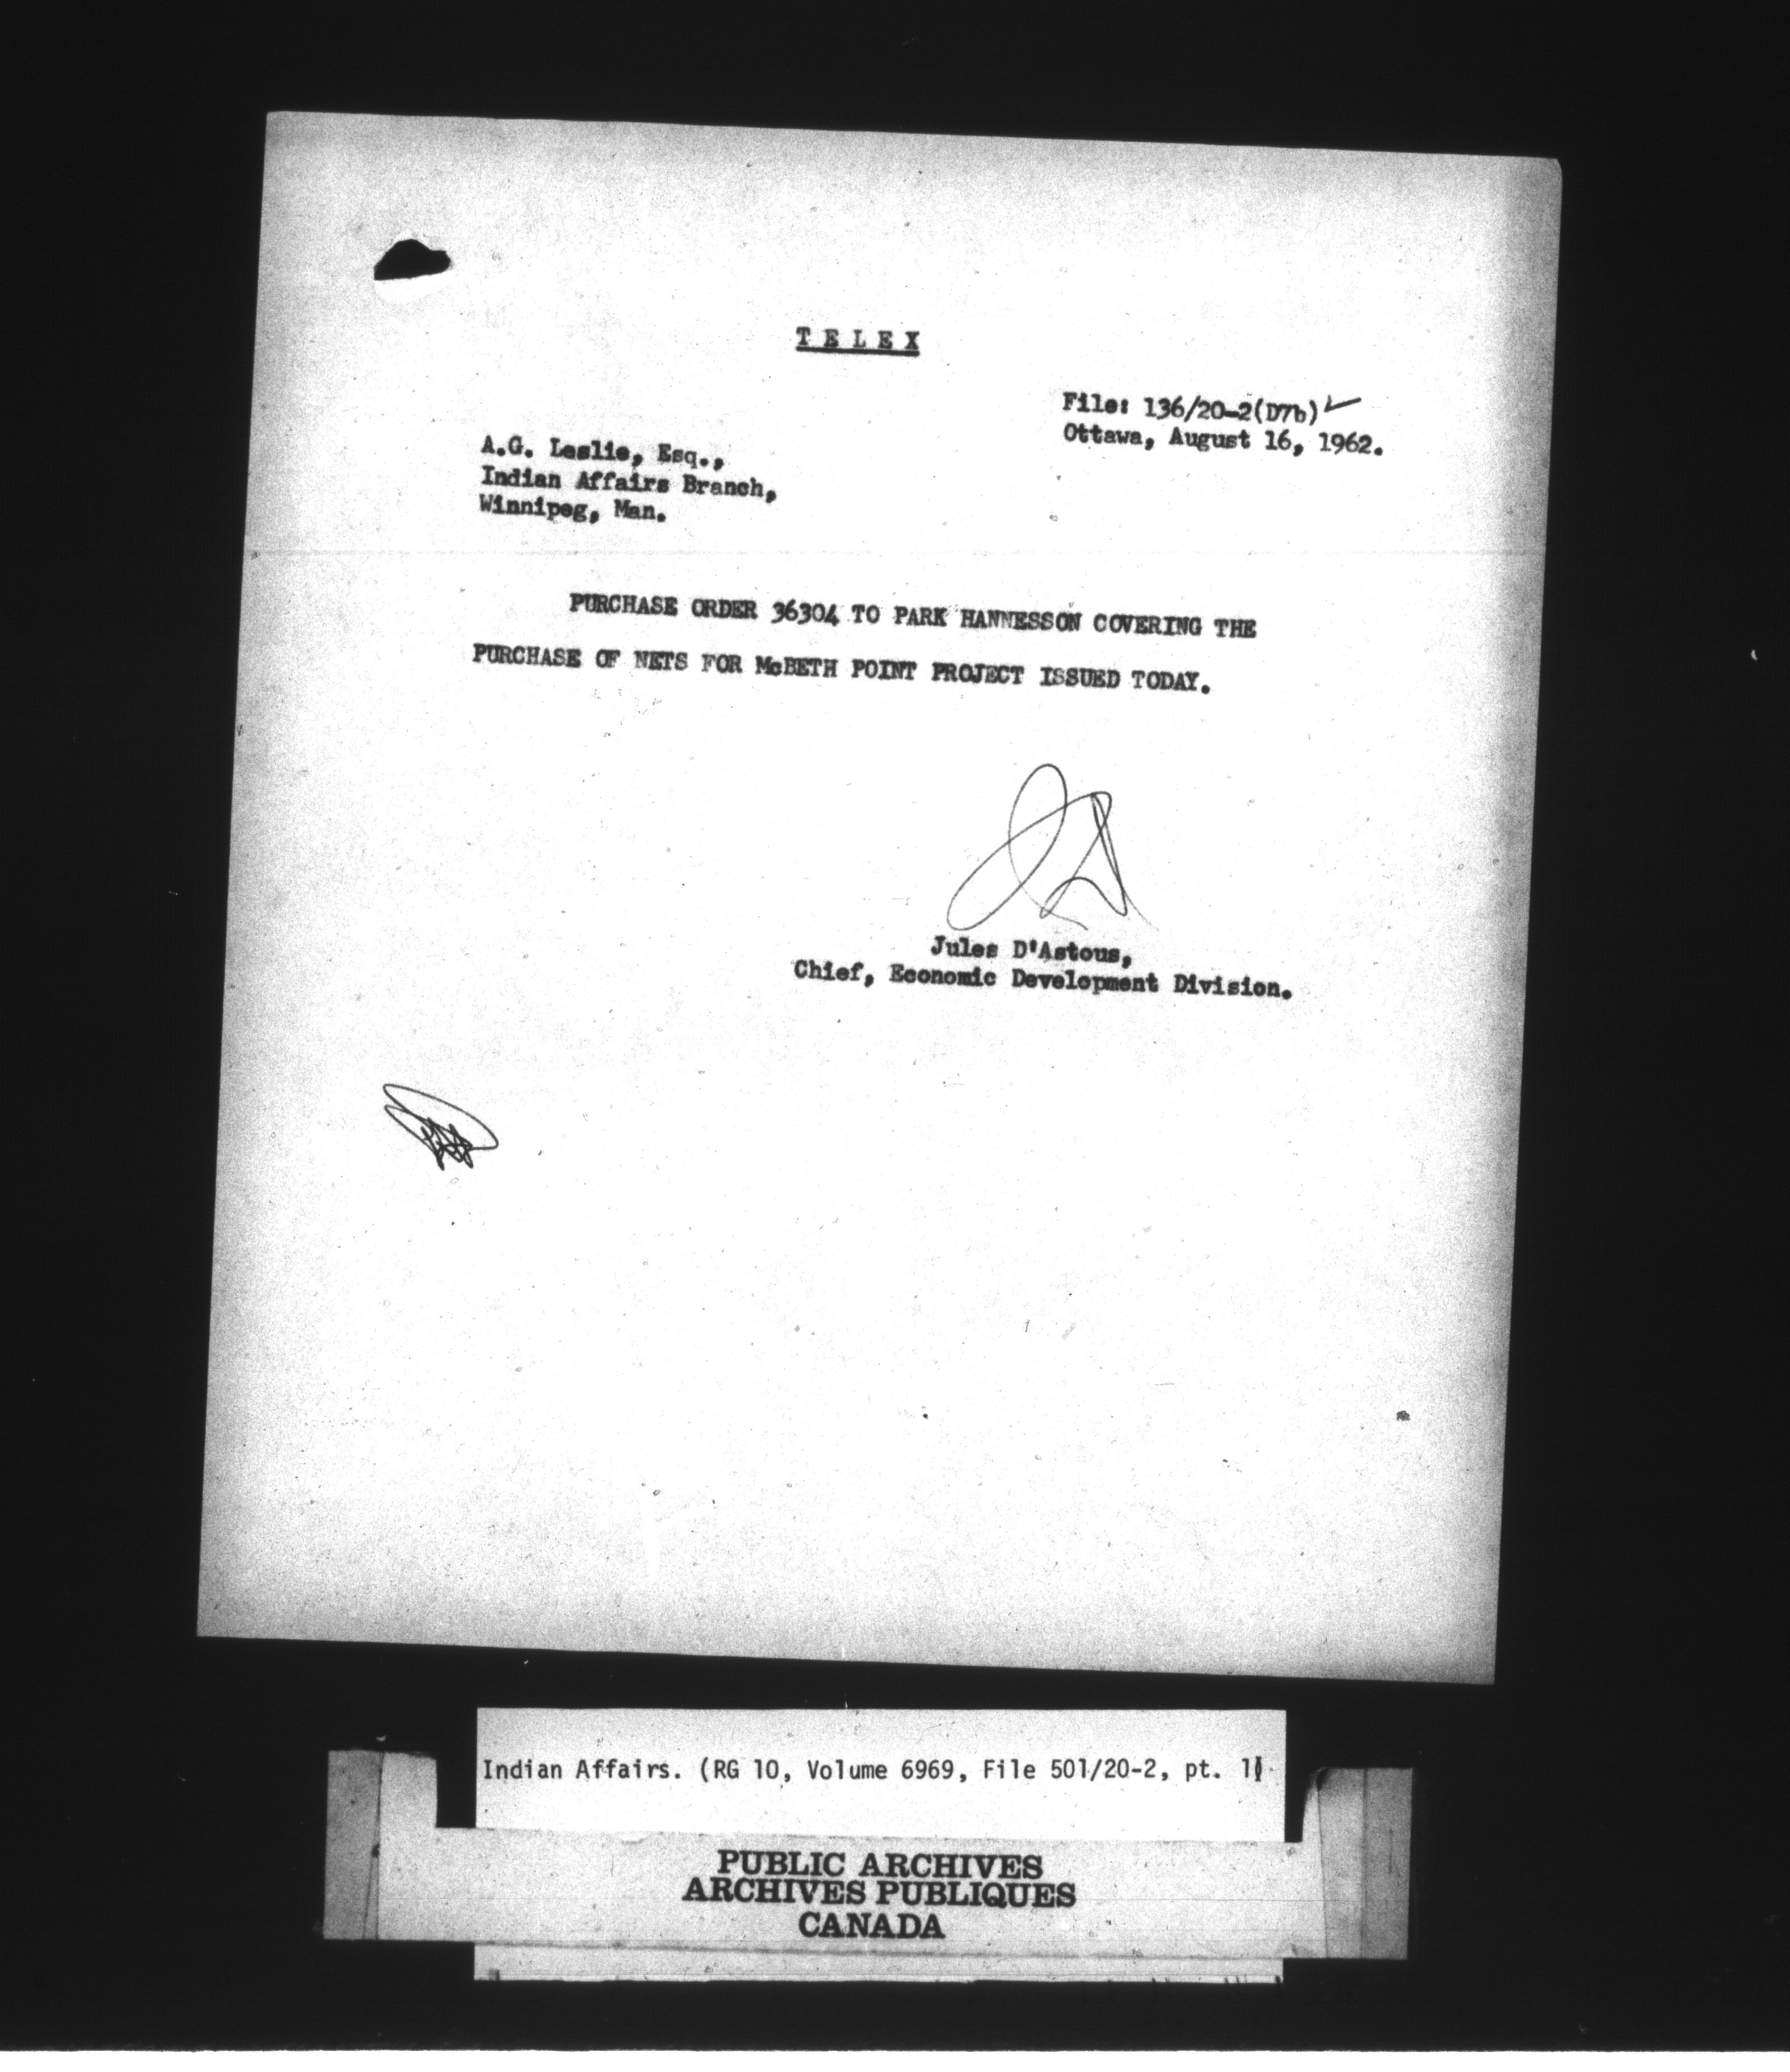 T E L E X
File: 136/20-2(D7b)
Ottawa, August 16, 1962.
A.G. Leslie, Esq.,
Indian Affairs Branch,
Winnipeg, Man.
PURCHASE ORDER 36304 TO PARK HANNESSON COVERING THE
PURCHASE OF NETS FOR McBETH POINT PROJECT ISSUED TODAY.
Jules D'Astous,
Chief, Economic Development Division.
Indian Affairs. (RG 10, Volume 6969, File 501/20-2, pt.
PUBLIC ARCHIVES
ARCHIVES PUBLIQUES
CANADA